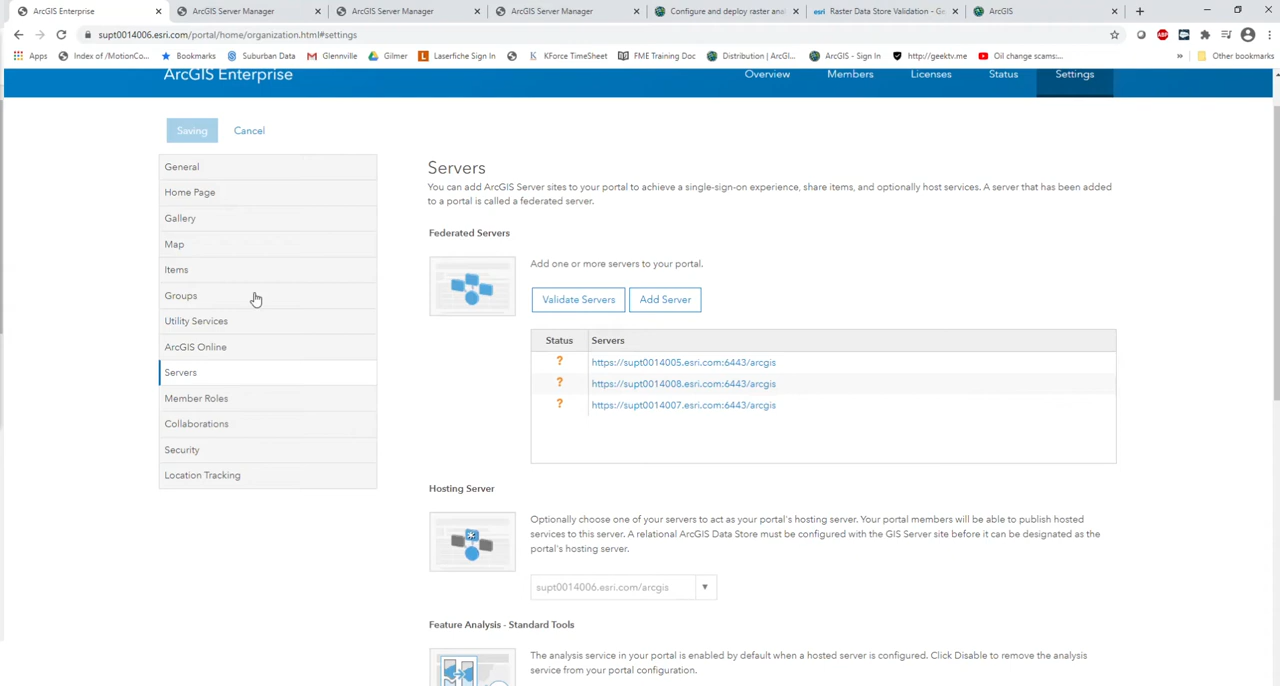 ArcGIS Enterprise
ArcGIS Server Manager
ArcGIS Server Manager
ArcGIS Server Manager
Configure and deploy raster anal
esri Raster Data Store Validation - Ge
ArcGIS
supt0014006.esri.com/portal/home/organization.html#settings
Apps
Index of /MotionCo...
Bookmarks
Suburban Data
Glennville
Gilmer
Laserfiche Sign In
KForce TimeSheet
FME Training Doc
Distribution | ArcGI...
ArcGIS - Sign In
http://geektv.me
Oil change scams:...
Other bookmarks
ArcGIS Enterprise
Overview
Members
Licenses
Status
Settings
Saving
Cancel
General
Home Page
Gallery
Map
Items
Groups
Utility Services
ArcGIS Online
Servers
Member Roles
Collaborations
Security
Location Tracking
Servers
You can add ArcGIS Server sites to your portal to achieve a single-sign-on experience, share items, and optionally host services. A server that has been added
to a portal is called a federated server.
Federated Servers
Add one or more servers to your portal.
Validate Servers
Add Server
Status Servers
? https://supt0014005.esri.com:6443/arcgis
? https://supt0014008.esri.com:6443/arcgis
? https://supt0014007.esri.com:6443/arcgis
Hosting Server
Optionally choose one of your servers to act as your portal's hosting server. Your portal members will be able to publish hosted
services to this server. A relational ArcGIS Data Store must be configured with the GIS Server site before it can be designated as the
portal's hosting server.
supt0014006.esri.com/arcgis
Feature Analysis - Standard Tools
The analysis service in your portal is enabled by default when a hosted server is configured. Click Disable to remove the analysis
service from your portal configuration.